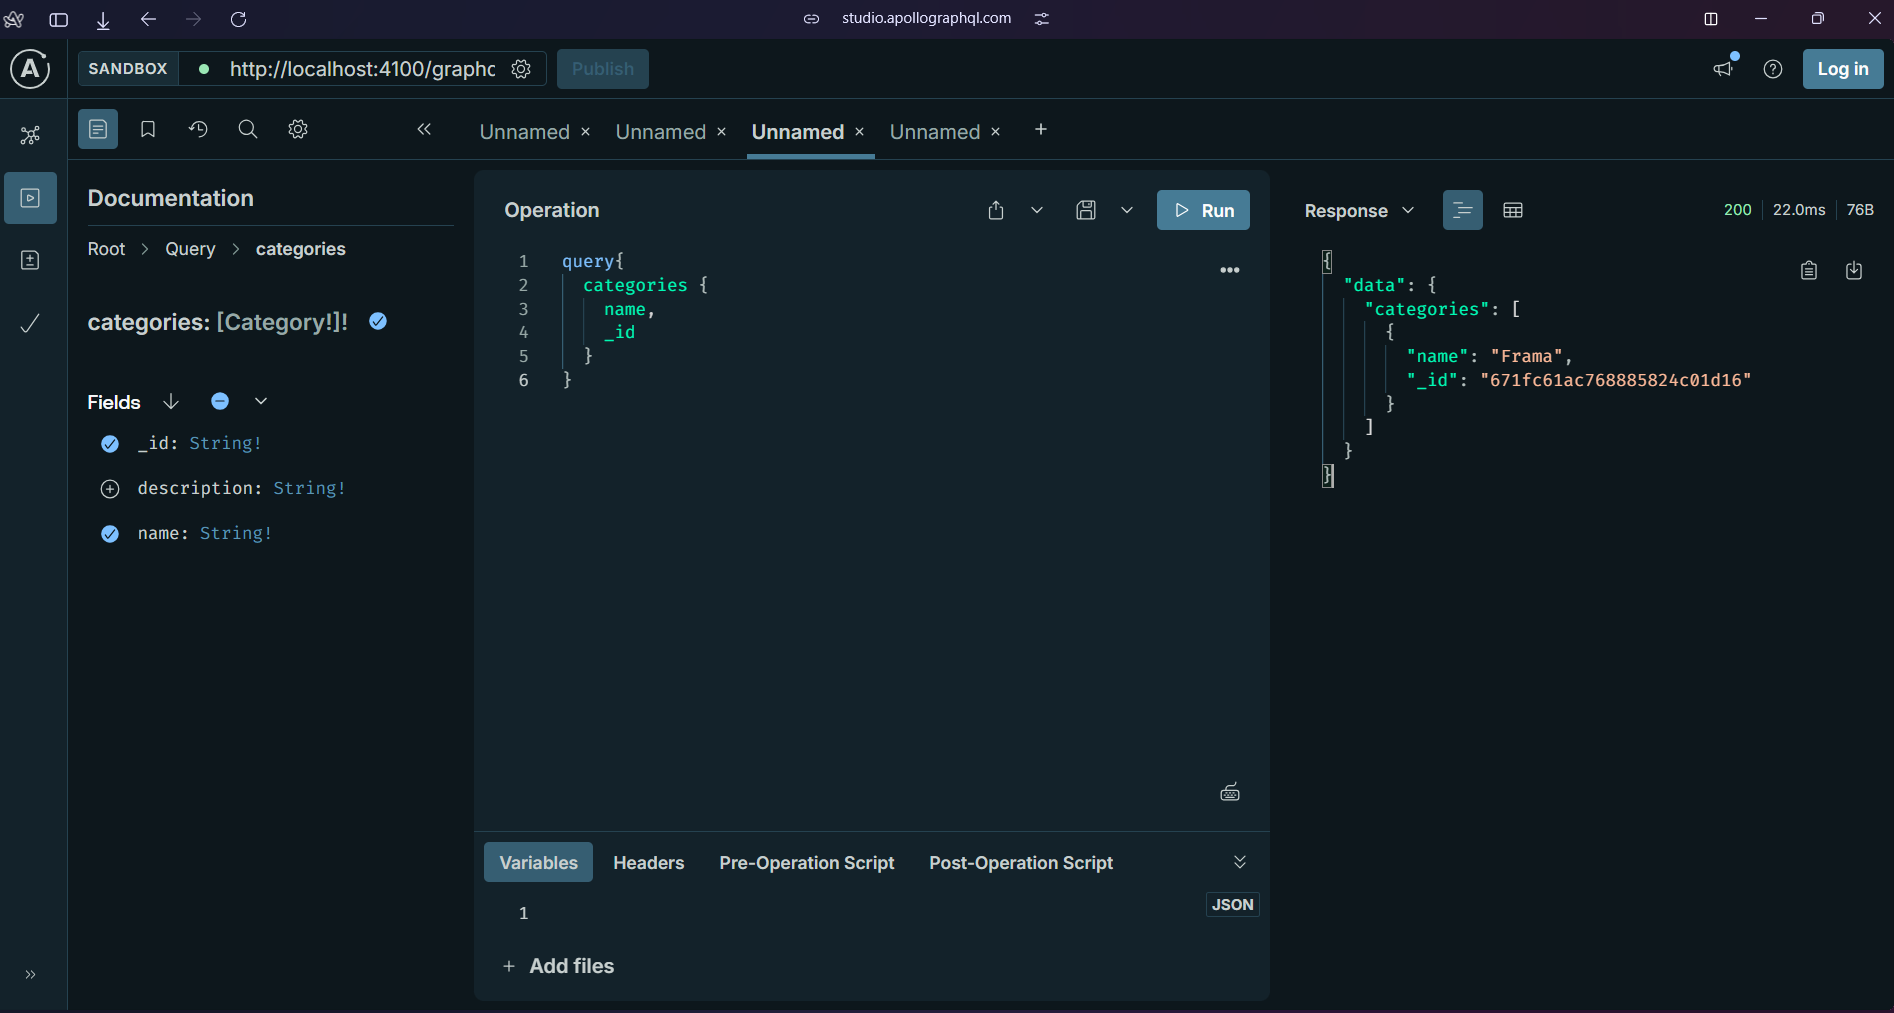 studio.apollographql.com
SANDBOX http://localhost:4100/graphc Publish
Log in
Unnamed Unnamed Unnamed Unnamed
Documentation
Root > Query > categories
categories: [Category!]!
Fields
_id: String!
description: String!
name: String!
Operation
Run
1 query{
2 categories {
3 name,
4 _id
5 }
6 }
Variables Headers Pre-Operation Script Post-Operation Script
1
JSON
+ Add files
Response
200 22.0ms 76B
{
"data": {
"categories": [
{
"name": "Frama",
"_id": "671fc61ac768885824c01d16"
}
]
}
}